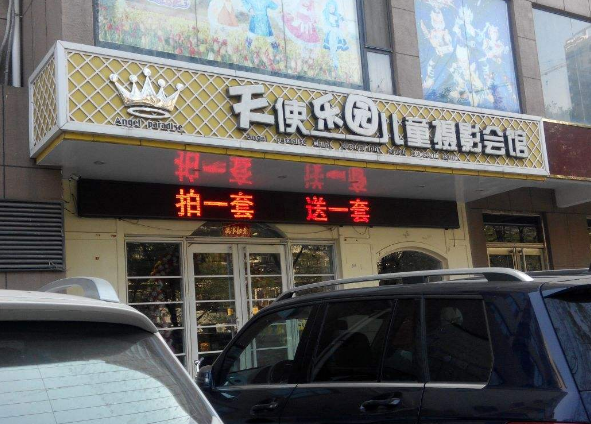 天使乐园儿童摄影会馆
Angel paradise
拍一套 送一套